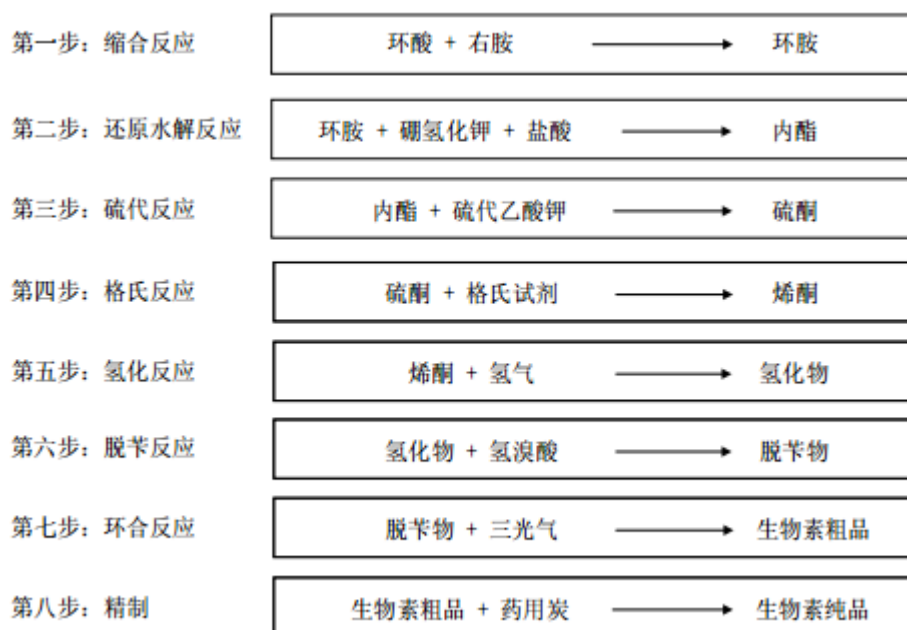 第一步：缩合反应 环酸 + 右胺 → 环胺
第二步：还原水解反应 环胺 + 硼氢化钾 + 盐酸 → 内酯
第三步：硫代反应 内酯 + 硫代乙酸钾 → 硫酮
第四步：格氏反应 硫酮 + 格氏试剂 → 烯酮
第五步：氢化反应 烯酮 + 氢气 → 氢化物
第六步：脱苄反应 氢化物 + 氢溴酸 → 脱苄物
第七步：环合反应 脱苄物 + 三光气 → 生物素粗品
第八步：精制 生物素粗品 + 药用炭 → 生物素纯品